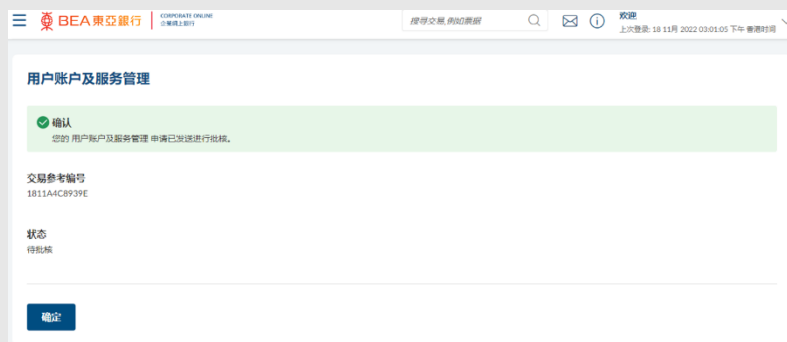 BEA東亞銀行
CORPORATE ONLINE
企業網上銀行
搜尋交易,例如票据
欢迎
上次登录: 18 11月 2022 03:01:05 下午 香港时间
用户账户及服务管理
确认
您的 用户账户及服务管理 申请已发送进行批核。
交易参考编号
1811A4C8939E
状态
待批核
确定